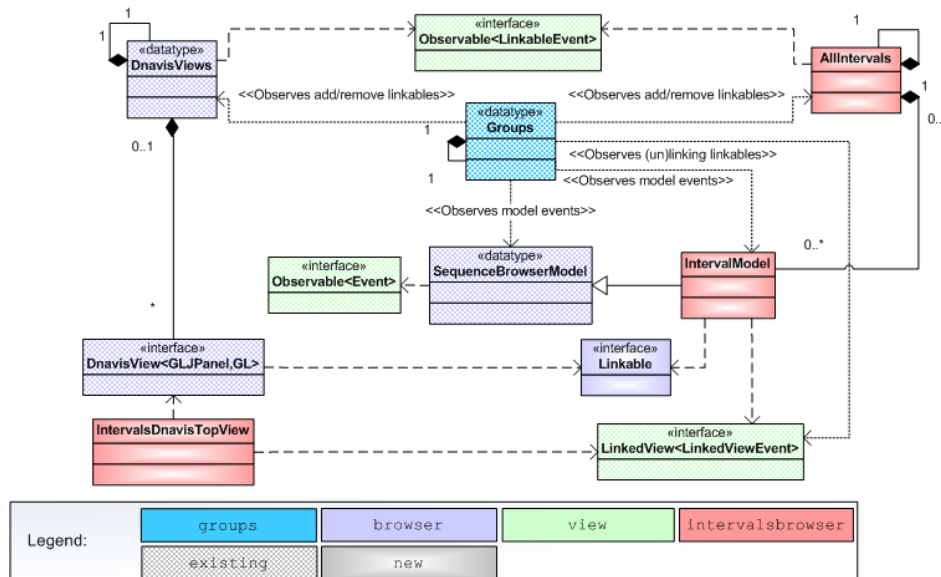 1
1
«datatype»
DnavisViews
«interface»
Observable<LinkableEvent>
1
AllIntervals
1
0..
<<Observes add/remove linkables>>
<<Observes add/remove linkables>>
«datatype»
Groups
1
1
0..1
<<Observes (un)linking linkables>>
<<Observes model events>>
<<Observes model events>>
0..*
«interface»
Observable<Event>
«datatype»
SequenceBrowserModel
IntervalModel
*
«interface»
DnavisView<GLJPanel,GL>
«interface»
Linkable
IntervalsDnavisTopView
«interface»
LinkedView<LinkedViewEvent>
Legend:
groups
browser
view
intervalsbrowser
existing
new